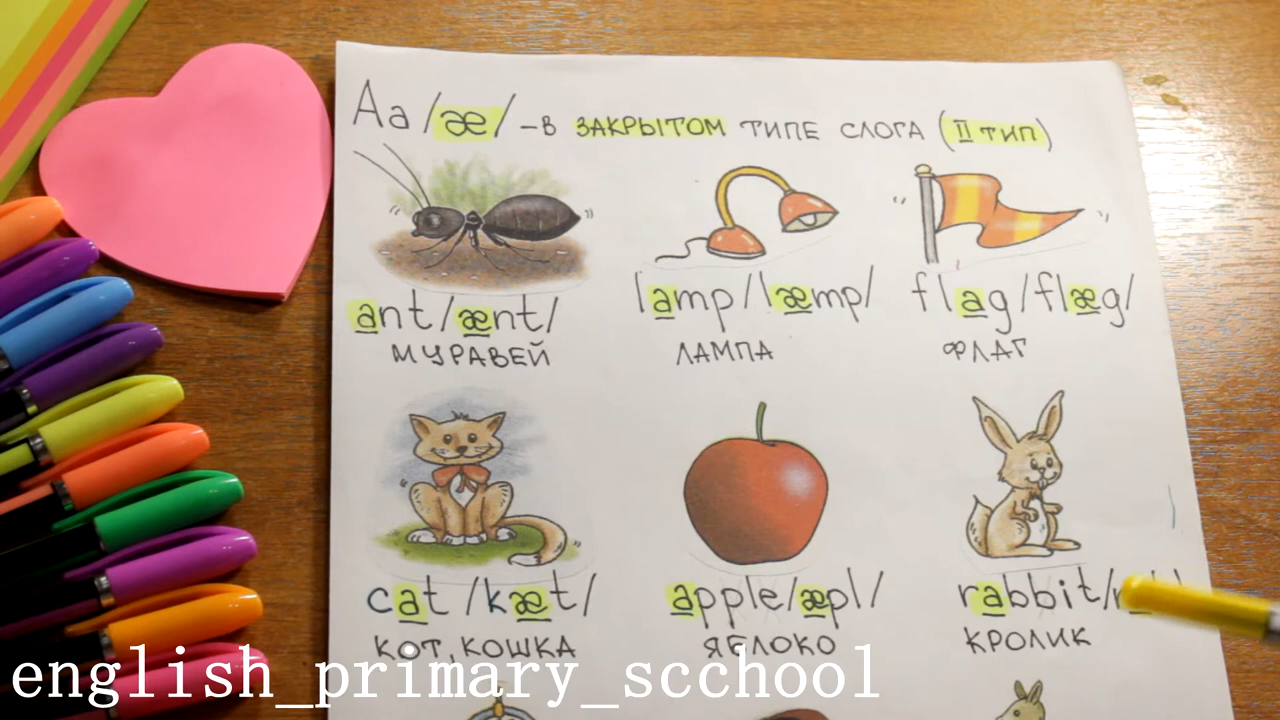 Aa /æ/ – в ЗАКРЫТОМ ТИПЕ СЛОГА (II ТИП)
ant /ænt/ lamp /læmp/ flag /flæg/
МУРАВЕЙ ЛАМПА ФЛАГ
cat /kæt/ apple /æpl/ rabbit
КОТ, КОШКА ЯБЛОКО КРОЛИК
english_primary_scchool